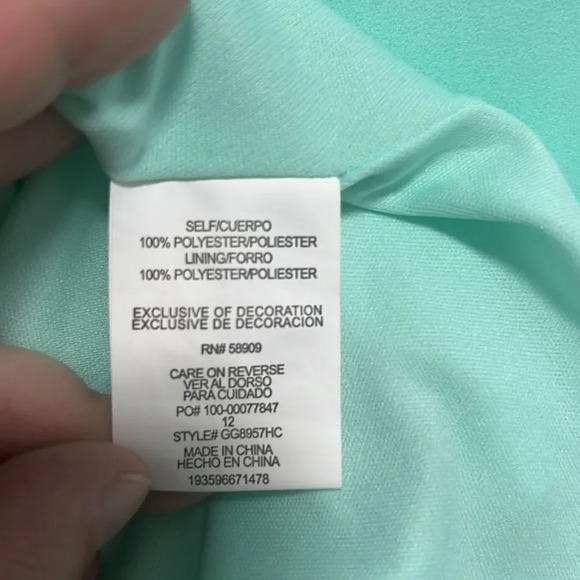 SELF/CUERPO
100% POLYESTER/POLIESTER
LINING/FORRO
100% POLYESTER/POLIESTER
EXCLUSIVE OF DECORATION
EXCLUSIVE DE DECORACION
RN# 58909
CARE ON REVERSE
VER AL DORSO
PARA CUIDADO
PO# 100-00077847
12
STYLE# GG8957HC
MADE IN CHINA
HECHO EN CHINA
193596671478